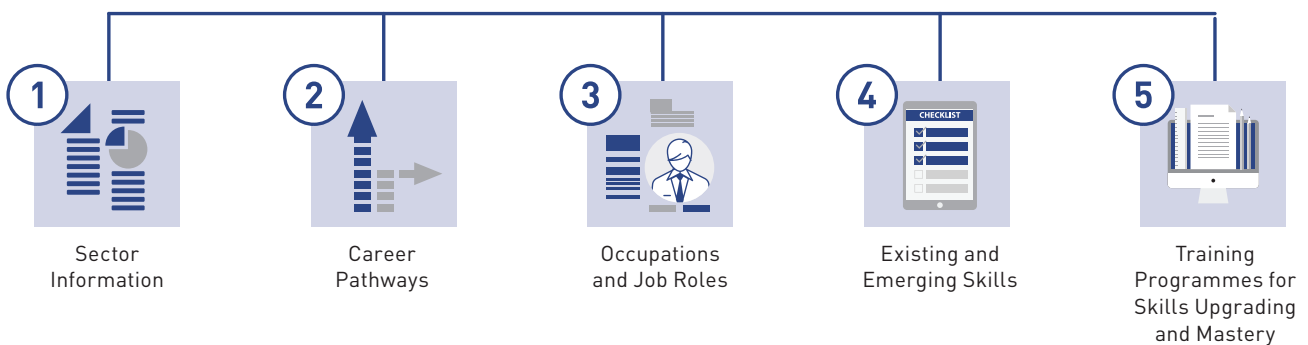 1
Sector
Information
2
Career
Pathways
3
Occupations
and Job Roles
4
CHECKLIST
Existing and
Emerging Skills
5
Training
Programmes for
Skills Upgrading
and Mastery